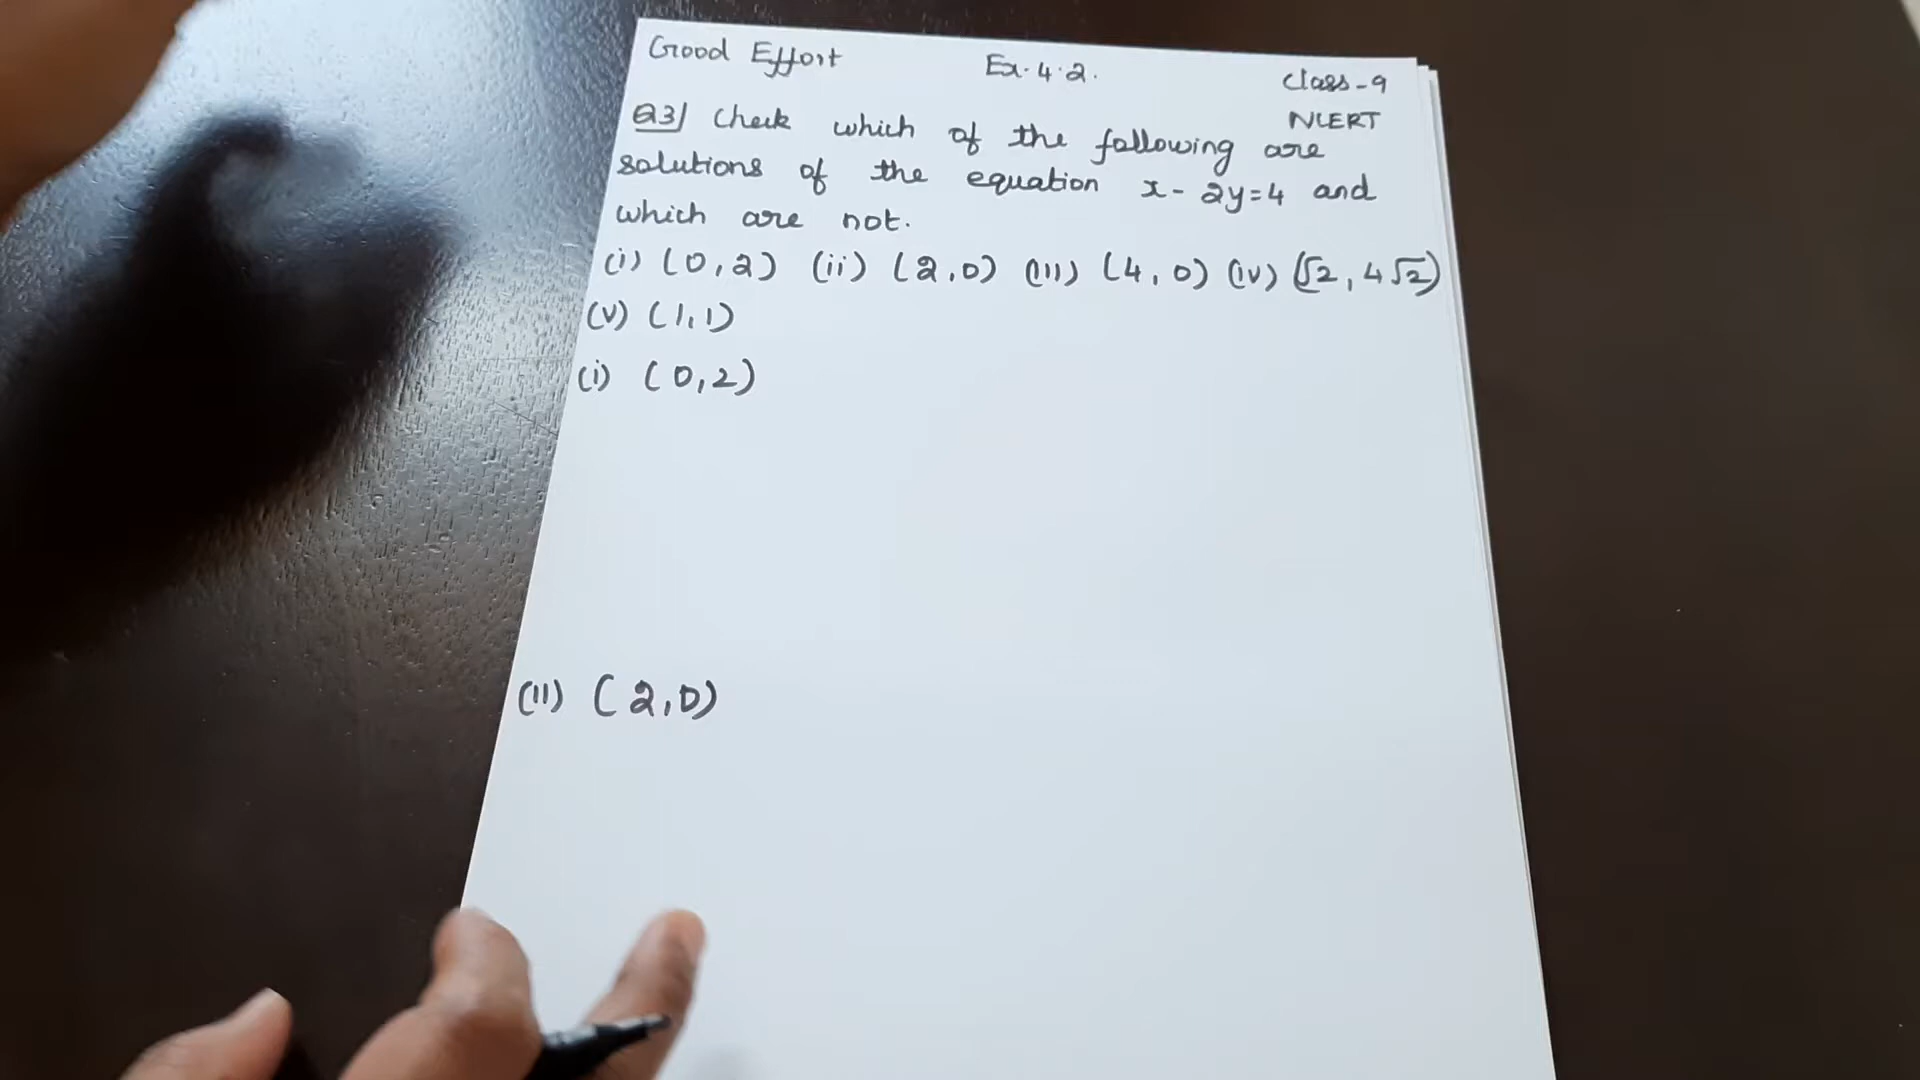 Good Effort Ex. 4.2. Class-9
NCERT
Q3) Check which of the following are
solutions of the equation x - 2y = 4 and
which are not.
(i) (0,2) (ii) (2,0) (iii) (4,0) (iv) (√2, 4√2)
(v) (1,1)
(i) (0,2)
(ii) (2,0)